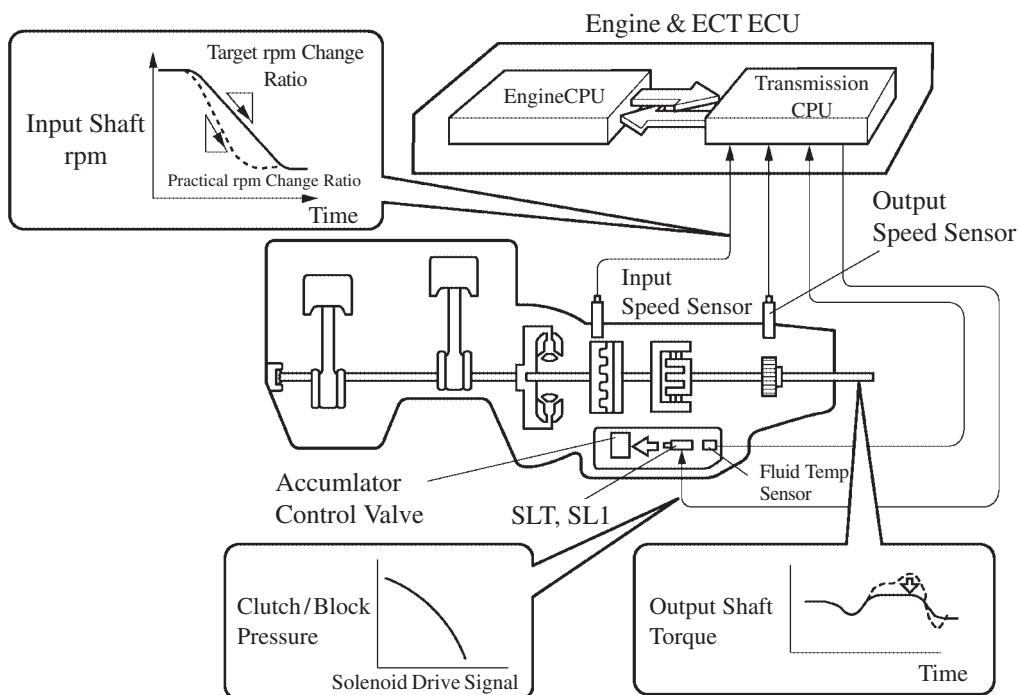 Engine & ECT ECU
Target rpm Change
Ratio
Input Shaft
rpm
Practical rpm Change Ratio
Time
EngineCPU
Transmission
CPU
Output
Speed Sensor
Input
Speed Sensor
Accumlator
Control Valve
SLT, SL1
Fluid Temp.
Sensor
Clutch/Block
Pressure
Solenoid Drive Signal
Output Shaft
Torque
Time